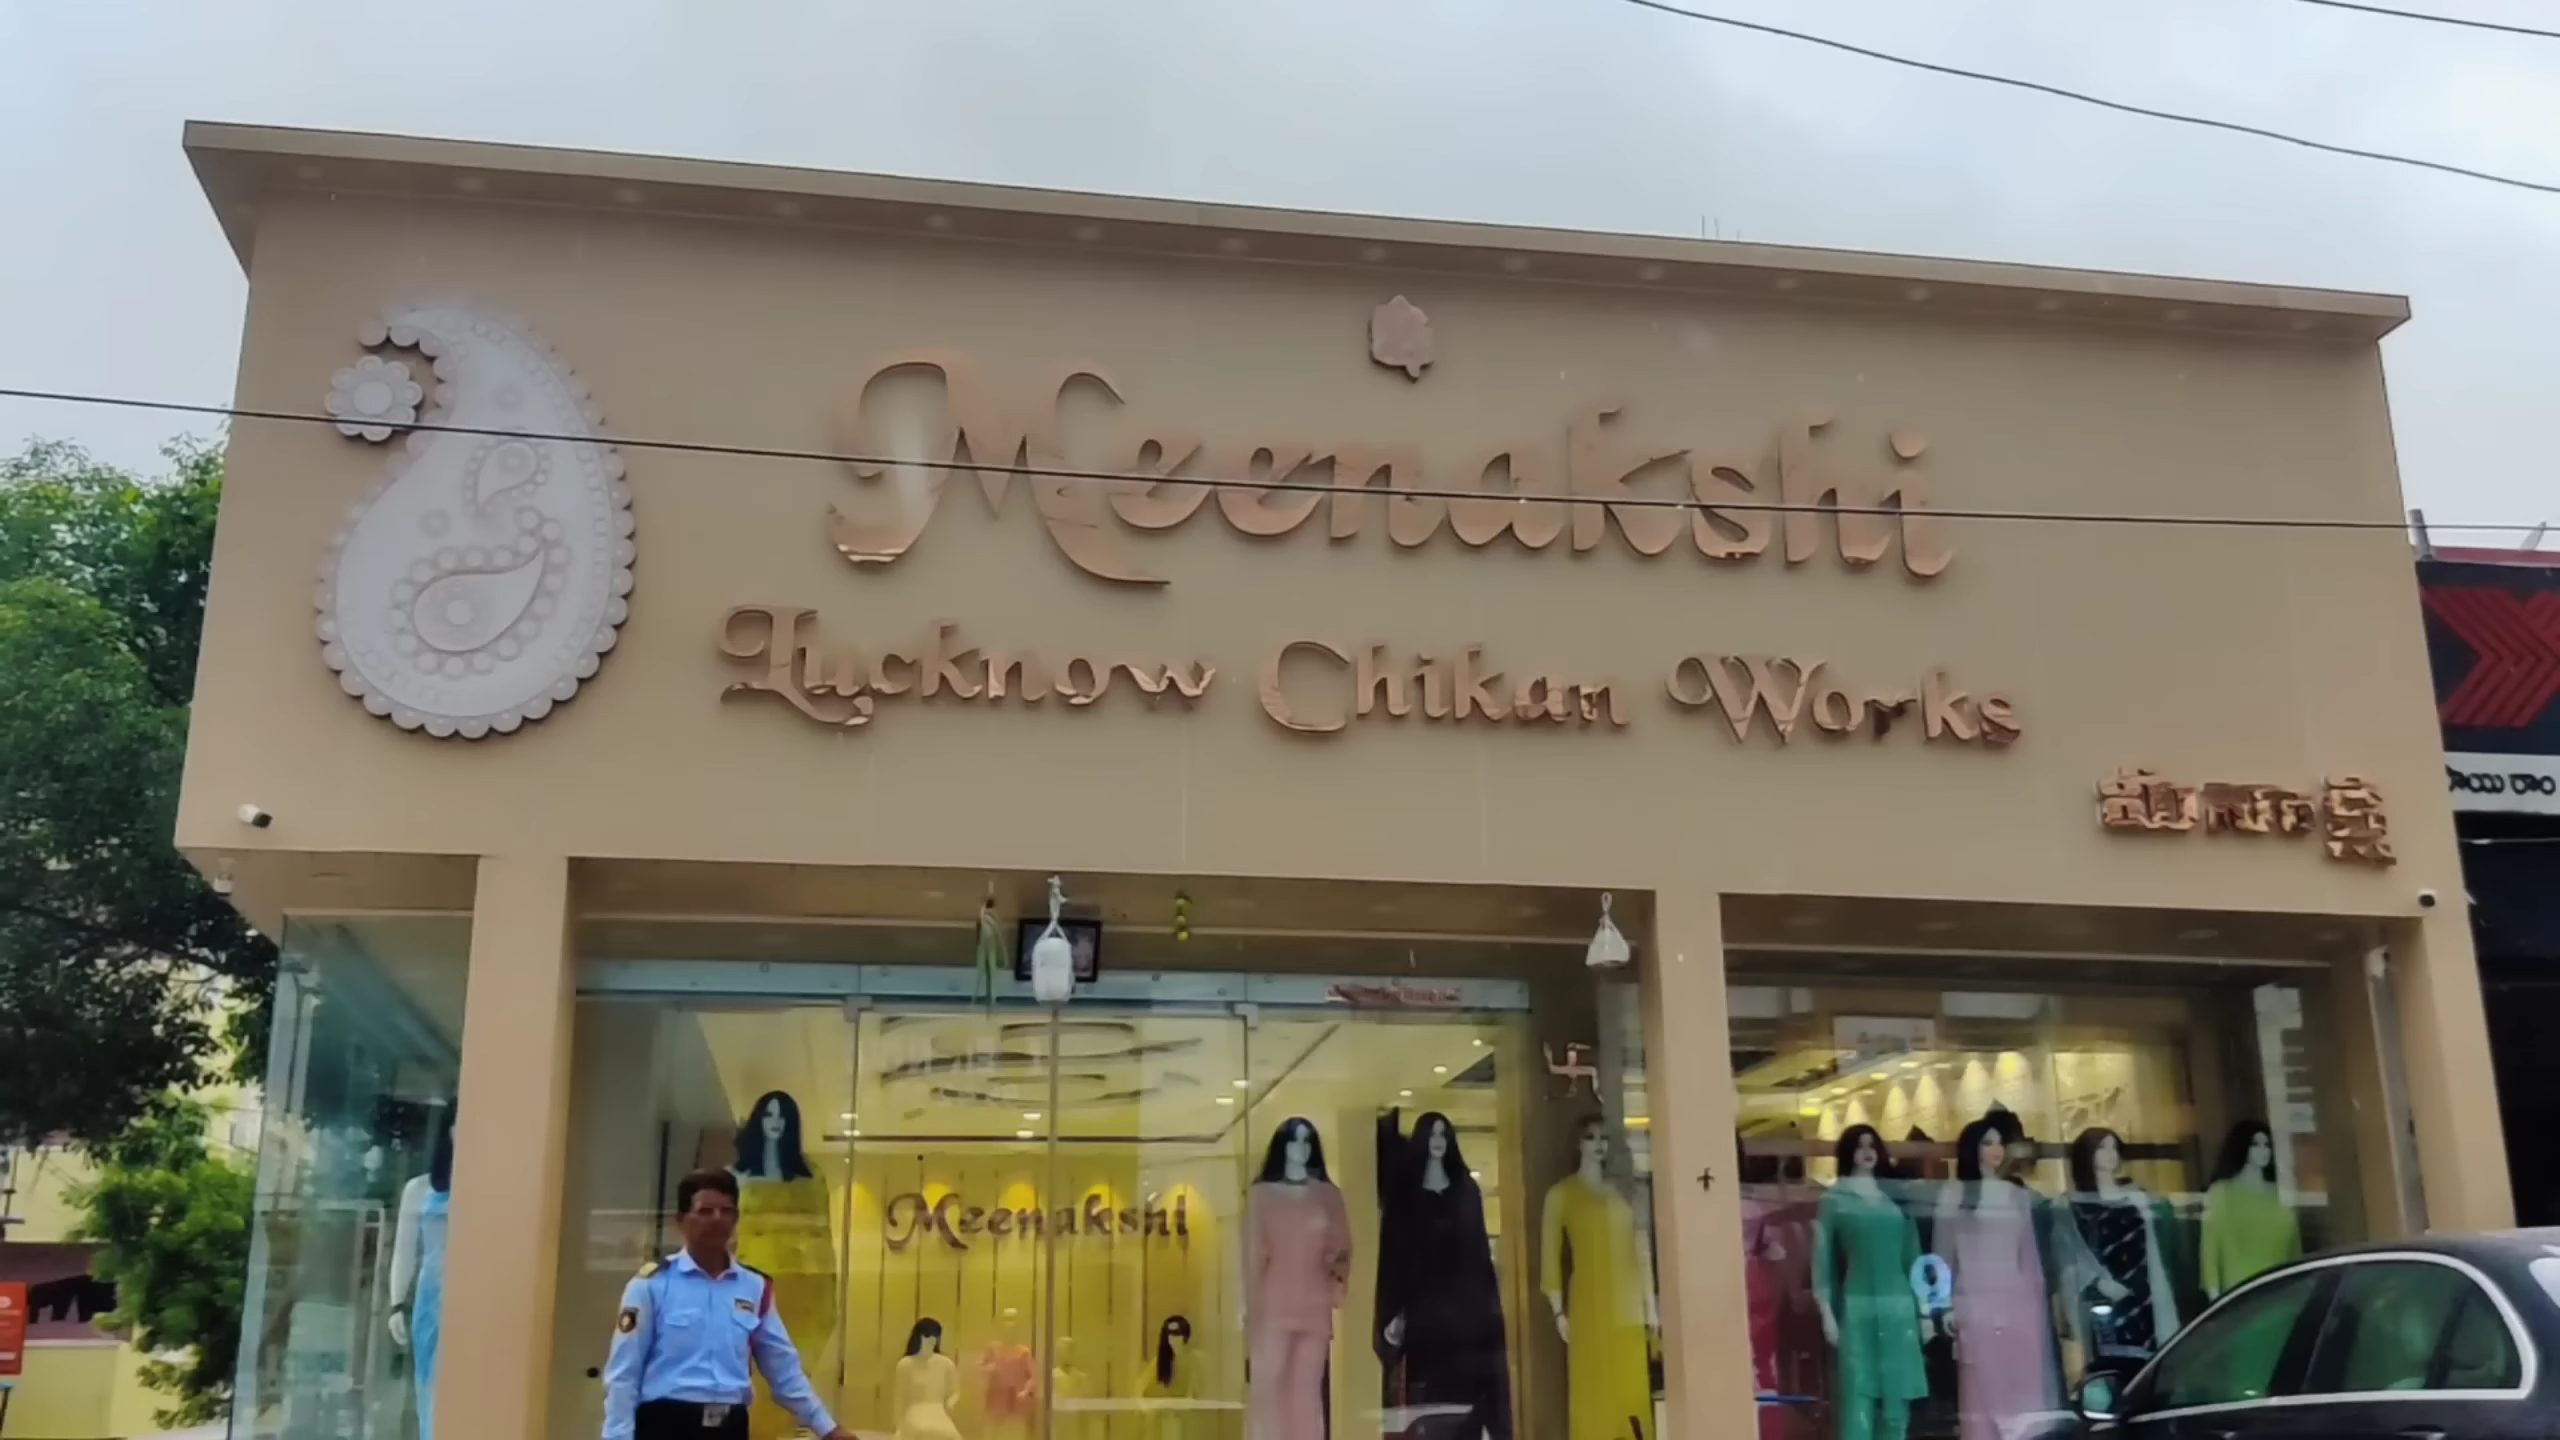 Meenakshi
Lucknow Chikan Works
మీనాక్షి
Meenakshi